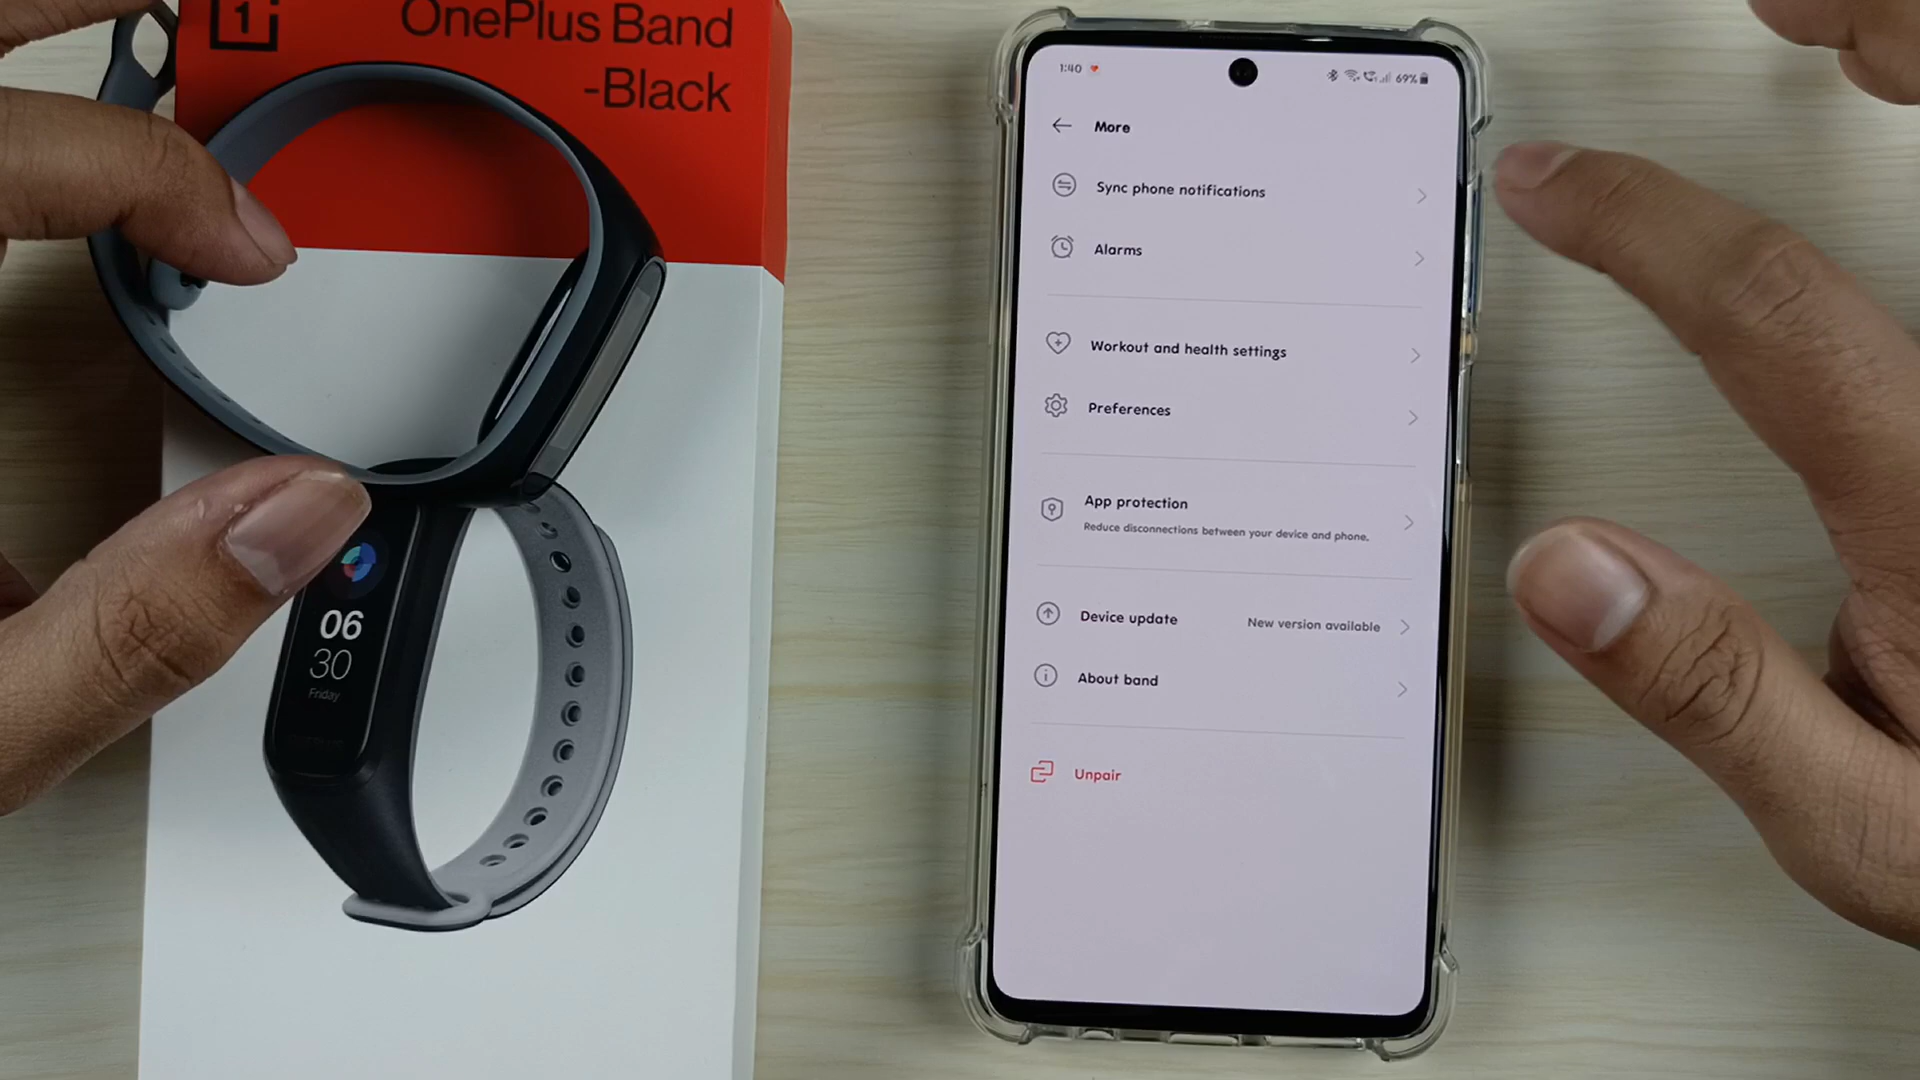 1
OnePlus Band
-Black
06
30
Friday
1:40
69%
More
Sync phone notifications
Alarms
Workout and health settings
Preferences
App protection
Reduce disconnections between your device and phone.
Device update New version available
About band
Unpair